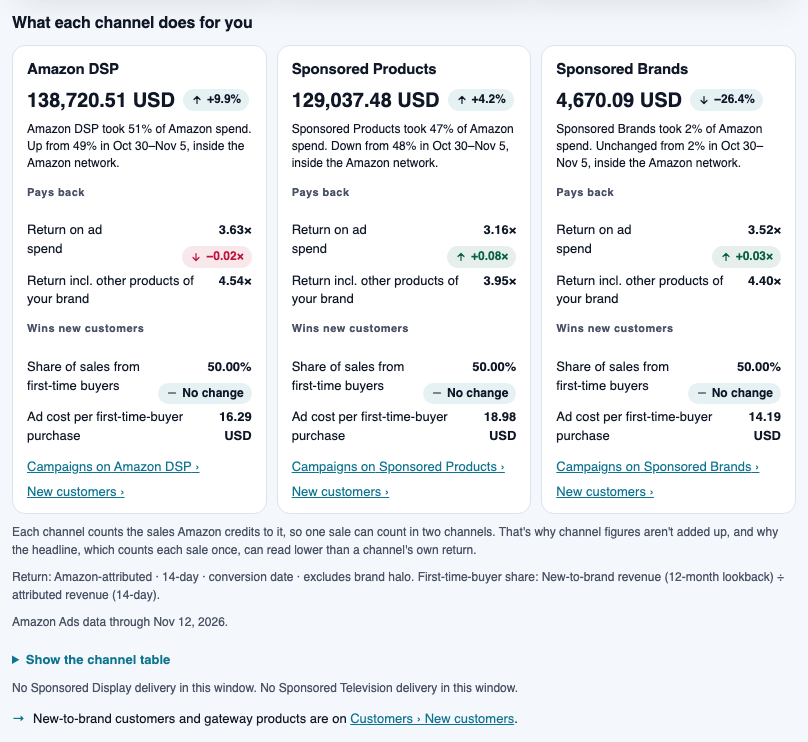 What each channel does for you
Amazon DSP
138,720.51 USD ↑ +9.9%
Amazon DSP took 51% of Amazon spend.
Up from 49% in Oct 30–Nov 5, inside the
Amazon network.
Pays back
Return on ad 3.63×
spend
↓ −0.02×
Return incl. other products of 4.54×
your brand
Wins new customers
Share of sales from 50.00%
first-time buyers
– No change
Ad cost per first-time-buyer 16.29
purchase USD
Campaigns on Amazon DSP ›
New customers ›
Sponsored Products
129,037.48 USD ↑ +4.2%
Sponsored Products took 47% of Amazon
spend. Down from 48% in Oct 30–Nov 5,
inside the Amazon network.
Pays back
Return on ad 3.16×
spend
↑ +0.08×
Return incl. other products of 3.95×
your brand
Wins new customers
Share of sales from 50.00%
first-time buyers
– No change
Ad cost per first-time-buyer 18.98
purchase USD
Campaigns on Sponsored Products ›
New customers ›
Sponsored Brands
4,670.09 USD ↓ −26.4%
Sponsored Brands took 2% of Amazon
spend. Unchanged from 2% in Oct 30–
Nov 5, inside the Amazon network.
Pays back
Return on ad 3.52×
spend
↑ +0.03×
Return incl. other products of 4.40×
your brand
Wins new customers
Share of sales from 50.00%
first-time buyers
– No change
Ad cost per first-time-buyer 14.19
purchase USD
Campaigns on Sponsored Brands ›
New customers ›
Each channel counts the sales Amazon credits to it, so one sale can count in two channels. That's why channel figures aren't added up, and why
the headline, which counts each sale once, can read lower than a channel's own return.
Return: Amazon-attributed · 14-day · conversion date · excludes brand halo. First-time-buyer share: New-to-brand revenue (12-month lookback) ÷
attributed revenue (14-day).
Amazon Ads data through Nov 12, 2026.
▶ Show the channel table
No Sponsored Display delivery in this window. No Sponsored Television delivery in this window.
→ New-to-brand customers and gateway products are on Customers › New customers.